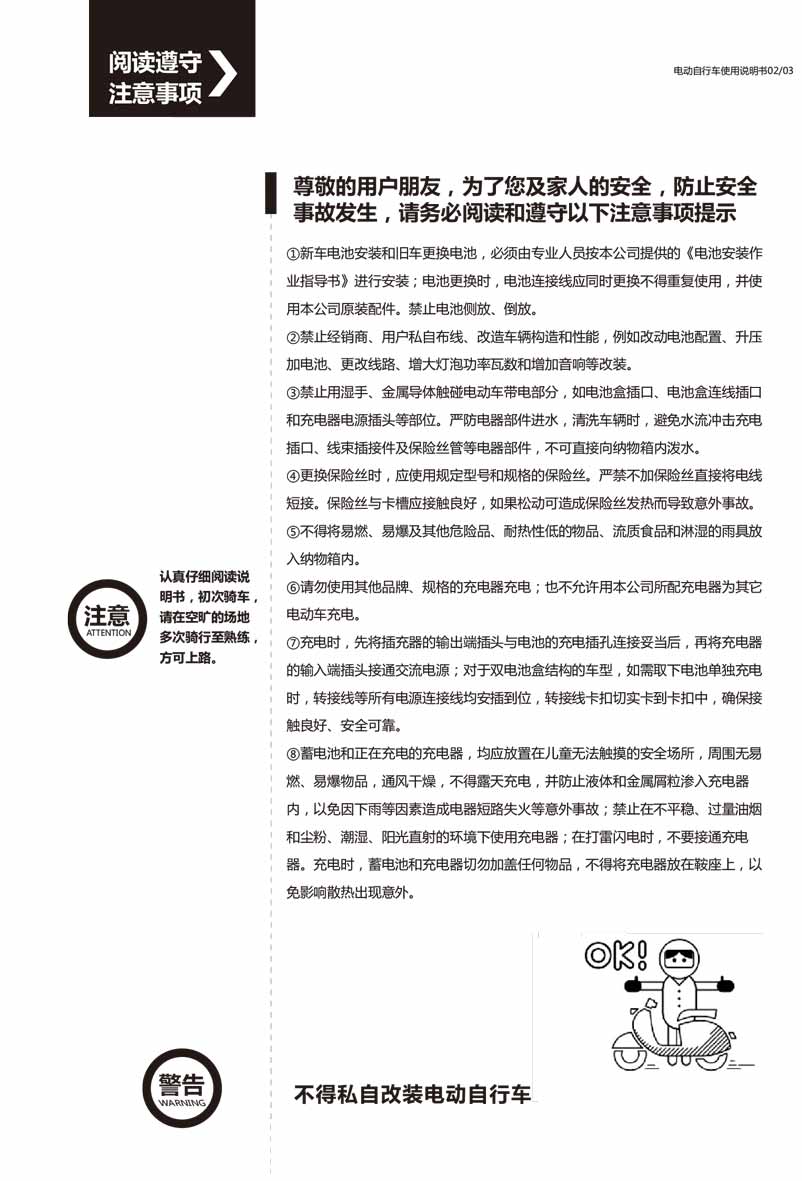 阅读遵守
注意事项
电动自行车使用说明书02/03
尊敬的用户朋友，为了您及家人的安全，防止安全
事故发生，请务必阅读和遵守以下注意事项提示
①新车电池安装和旧车更换电池，必须由专业人员按本公司提供的《电池安装作
业指导书》进行安装；电池更换时，电池连接线应同时更换不得重复使用，并使
用本公司原装配件。禁止电池侧放、倒放。
②禁止经销商、用户私自布线、改造车辆构造和性能，例如改动电池配置、升压
加电池、更改线路、增大灯泡功率瓦数和增加音响等改装。
③禁止用湿手、金属导体触碰电动车带电部分，如电池盒插口、电池盒连线插口
和充电器电源插头等部位。严防电器部件进水，清洗车辆时，避免水流冲击充电
插口、线束插接件及保险丝管等电器部件，不可直接向纳物箱内泼水。
④更换保险丝时，应使用规定型号和规格的保险丝。严禁不加保险丝直接将电线
短接。保险丝与卡槽应接触良好，如果松动可造成保险丝发热而导致意外事故。
⑤不得将易燃、易爆及其他危险品、耐热性低的物品、流质食品和淋湿的雨具放
入纳物箱内。
⑥请勿使用其他品牌、规格的充电器充电；也不允许用本公司所配充电器为其它
电动车充电。
⑦充电时，先将插充器的输出端插头与电池的充电插孔连接妥当后，再将充电器
的输入端插头接通交流电源；对于双电池盒结构的车型，如需取下电池单独充电
时，转接线等所有电源连接线均安插到位，转接线卡扣切实卡到卡扣中，确保接
触良好、安全可靠。
⑧蓄电池和正在充电的充电器，均应放置在儿童无法触摸的安全场所，周围无易
燃、易爆物品，通风干燥，不得露天充电，并防止液体和金属屑粒渗入充电器
内，以免因下雨等因素造成电器短路失火等意外事故；禁止在不平稳、过量油烟
和尘粉、潮湿、阳光直射的环境下使用充电器；在打雷闪电时，不要接通充电
器。充电时，蓄电池和充电器切勿加盖任何物品，不得将充电器放在鞍座上，以
免影响散热出现意外。
注意
ATTENTION
认真仔细阅读说
明书，初次骑车，
请在空旷的场地
多次骑行至熟练，
方可上路。
OK!
警告
WARNING
不得私自改装电动自行车